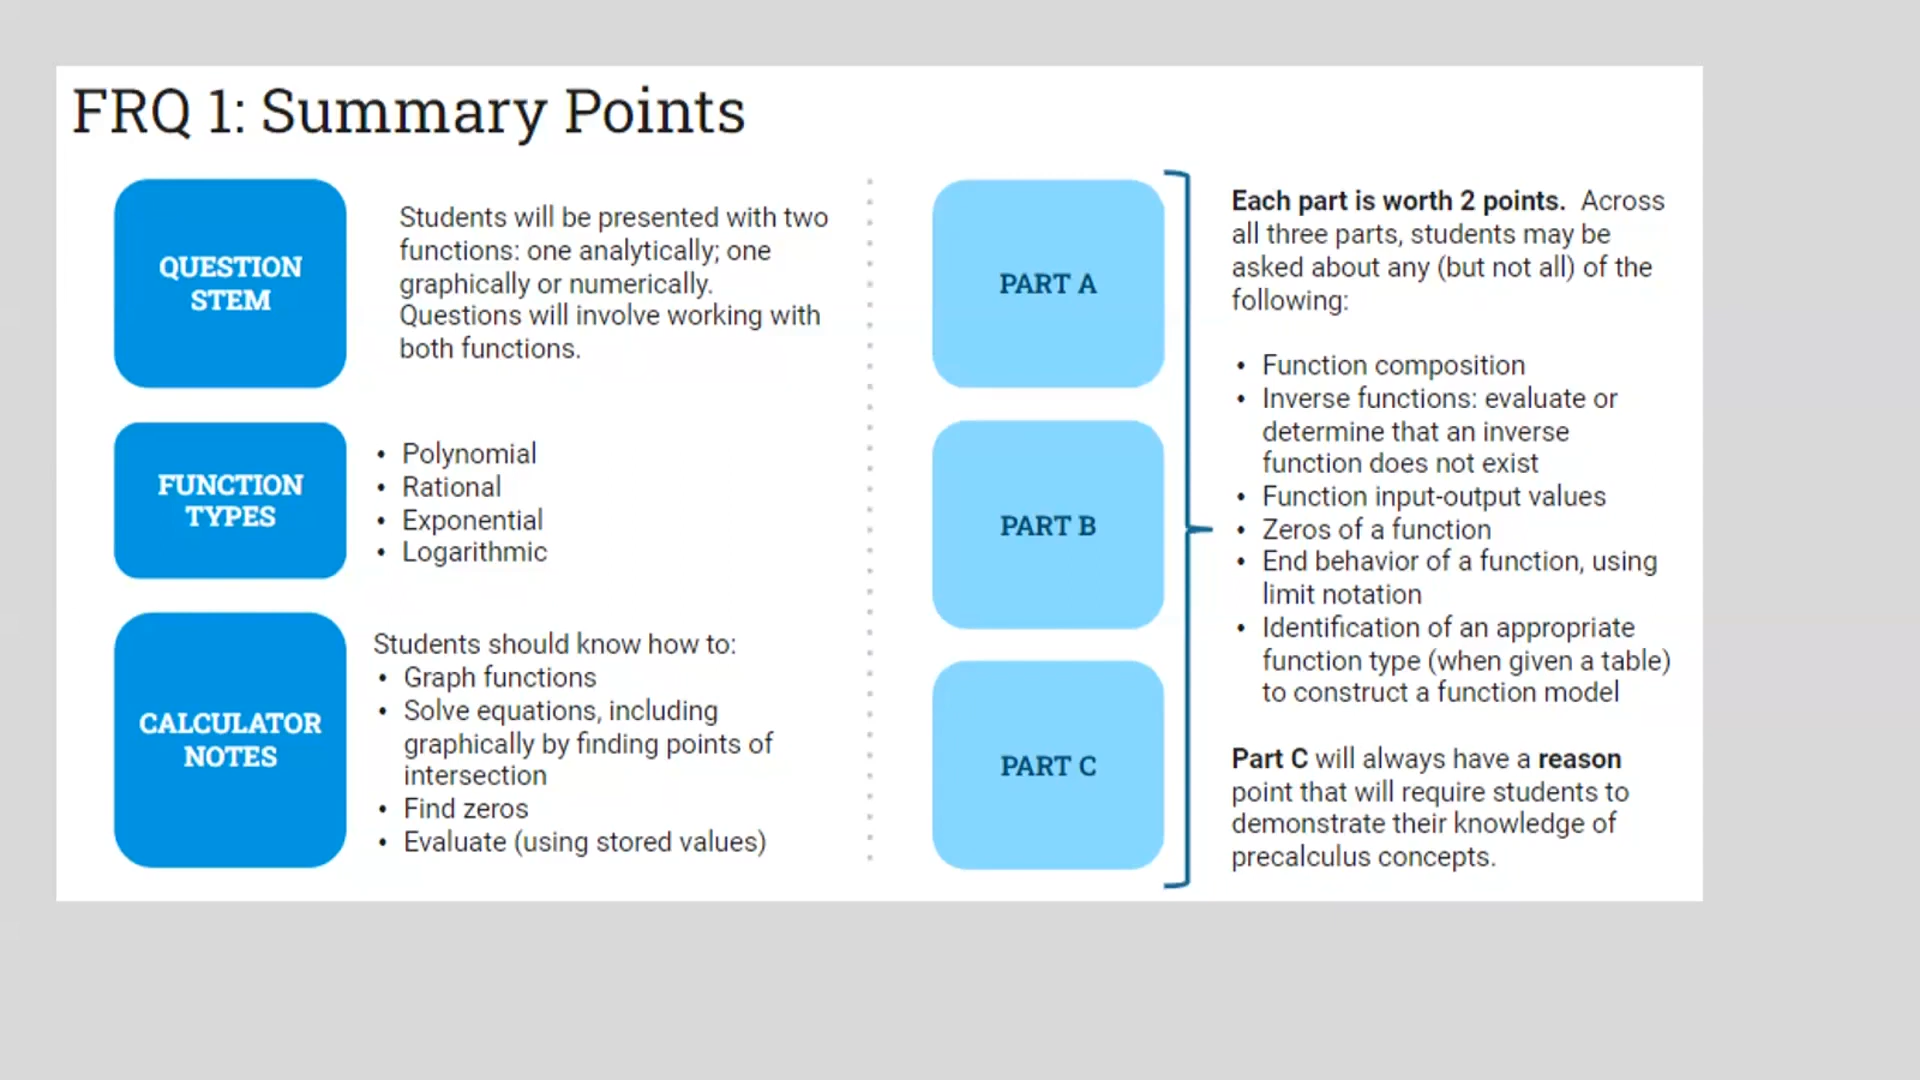 FRQ 1: Summary Points
QUESTION
STEM
Students will be presented with two
functions: one analytically; one
graphically or numerically.
Questions will involve working with
both functions.
FUNCTION
TYPES
• Polynomial
• Rational
• Exponential
• Logarithmic
CALCULATOR
NOTES
Students should know how to:
• Graph functions
• Solve equations, including
graphically by finding points of
intersection
• Find zeros
• Evaluate (using stored values)
PART A
PART B
PART C
Each part is worth 2 points. Across
all three parts, students may be
asked about any (but not all) of the
following:
• Function composition
• Inverse functions: evaluate or
determine that an inverse
function does not exist
• Function input-output values
• Zeros of a function
• End behavior of a function, using
limit notation
• Identification of an appropriate
function type (when given a table)
to construct a function model
Part C will always have a reason
point that will require students to
demonstrate their knowledge of
precalculus concepts.